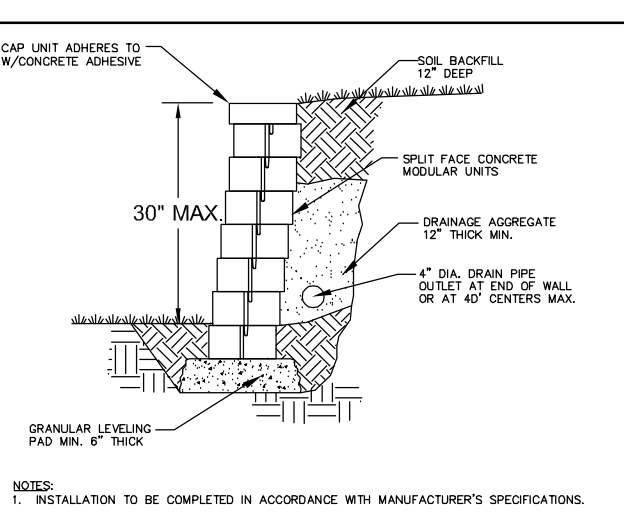 CAP UNIT ADHERES TO
W/CONCRETE ADHESIVE
SOIL BACKFILL
12" DEEP
SPLIT FACE CONCRETE
MODULAR UNITS
30" MAX.
DRAINAGE AGGREGATE
12" THICK MIN.
4" DIA. DRAIN PIPE
OUTLET AT END OF WALL
OR AT 4D' CENTERS MAX.
GRANULAR LEVELING
PAD MIN. 6" THICK
NOTES:
1. INSTALLATION TO BE COMPLETED IN ACCORDANCE WITH MANUFACTURER'S SPECIFICATIONS.